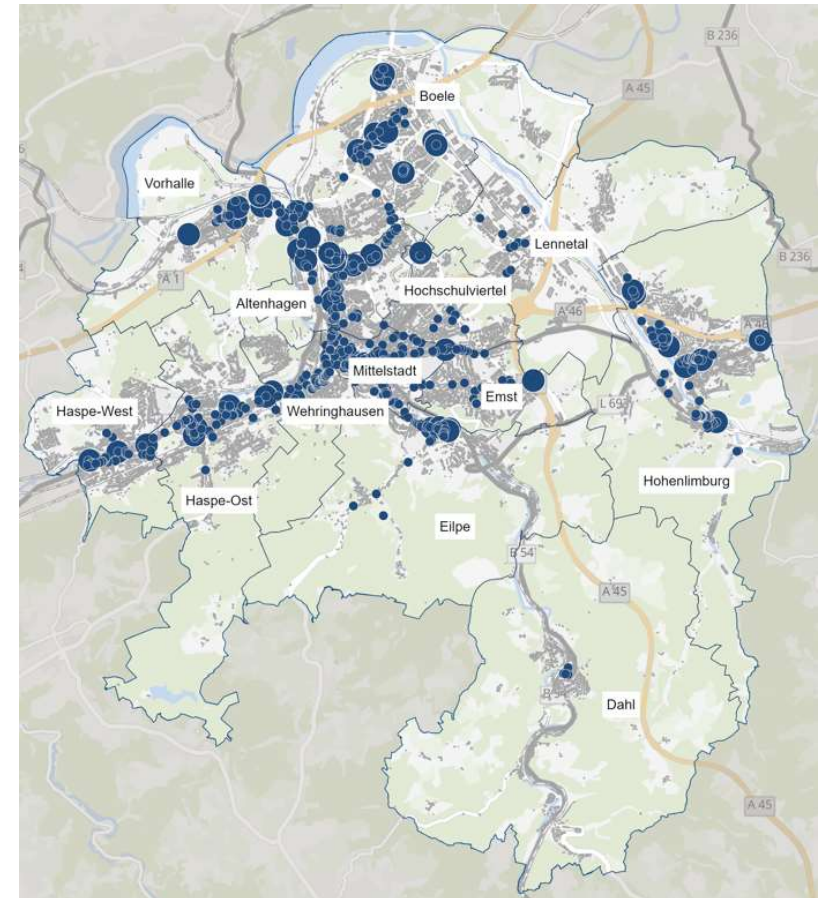 B 236
A 45
Boele
Vorhalle
Lennetal
B 236
A 1
Hochschulviertel
Altenhagen
A 46
A 46
Mittelstadt
Emst
Haspe-West
Wehringhausen
L 693
Hohenlimburg
Haspe-Ost
Eilpe
B 54
A 45
Dahl
A 45